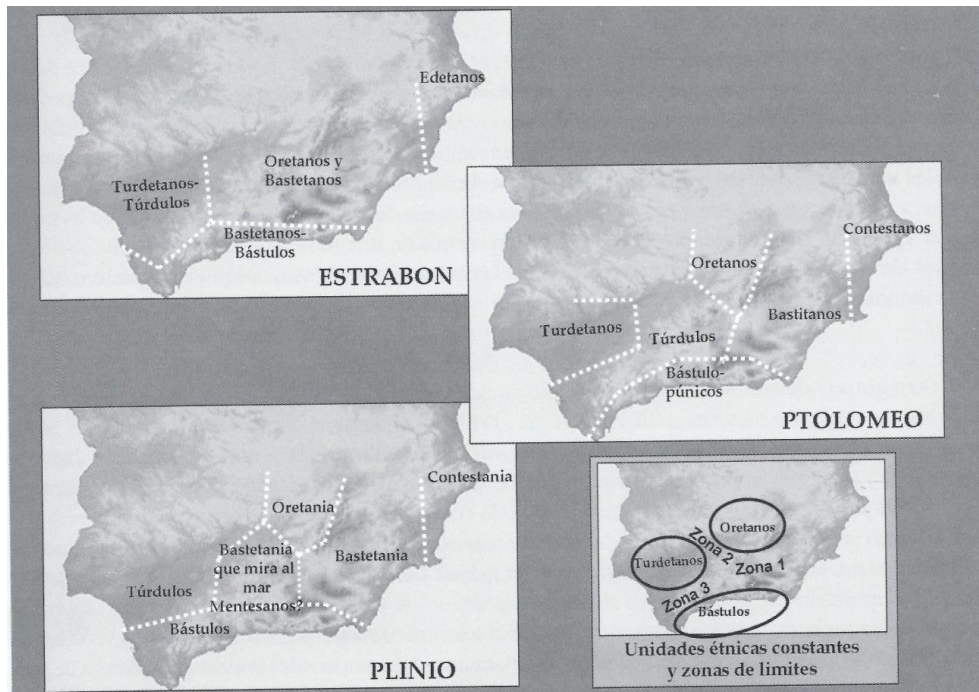 Edetanos
Oretanos y
Bastetanos
Turdetanos-
Túrdulos
Bastetanos-
Bástulos
ESTRABON
Contestanos
Oretanos
Bastitanos
Turdetanos
Túrdulos
Bástulo-
púnicos
PTOLOMEO
Contestania
Oretania
Bastetania
que mira al
mar
Mentesanos?
Bastetania
Túrdulos
Bástulos
PLINIO
Oretanos
Zona 2
Turdetanos
Zona 1
Zona 3
Bástulos
Unidades étnicas constantes
y zonas de limites